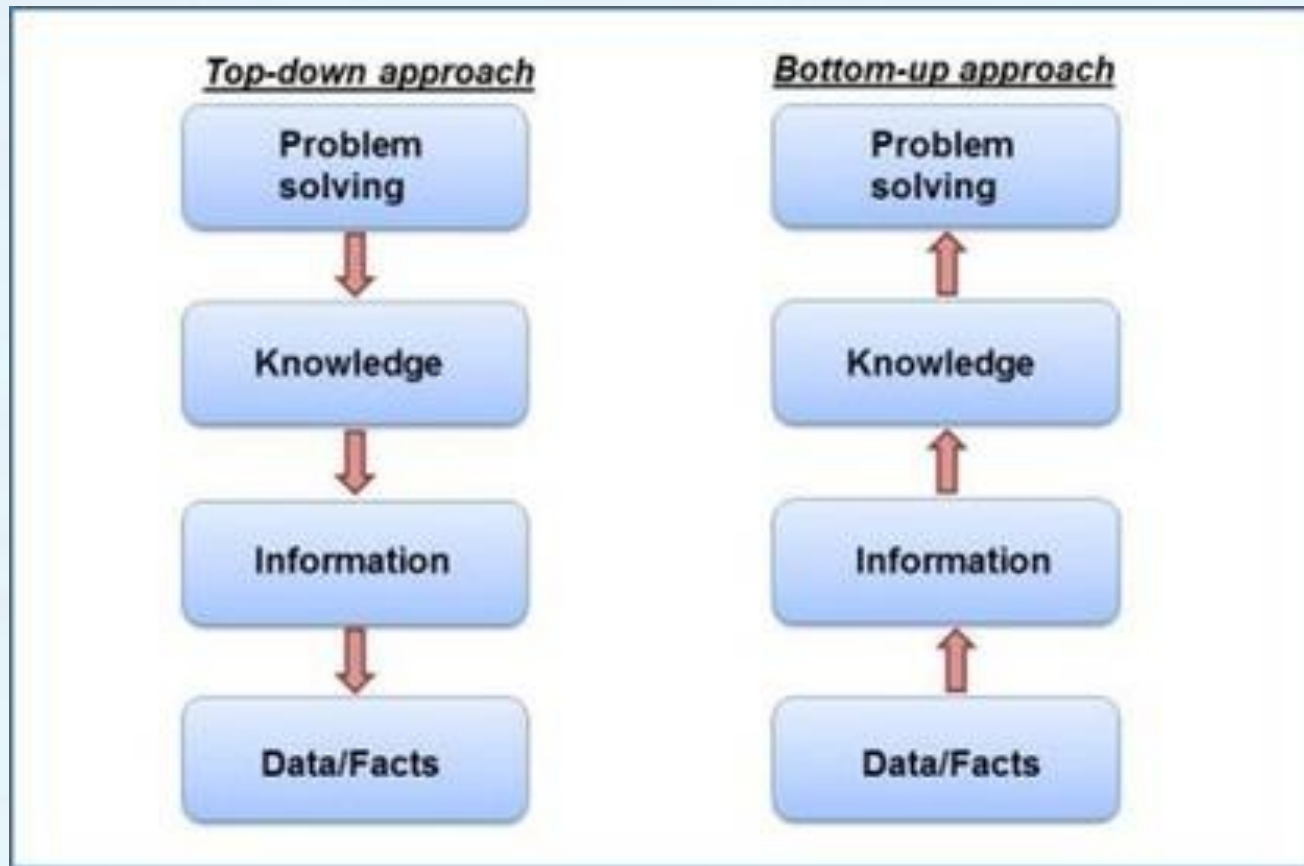 Top-down approach
Problem
solving
Knowledge
Information
Data/Facts
Bottom-up approach
Problem
solving
Knowledge
Information
Data/Facts